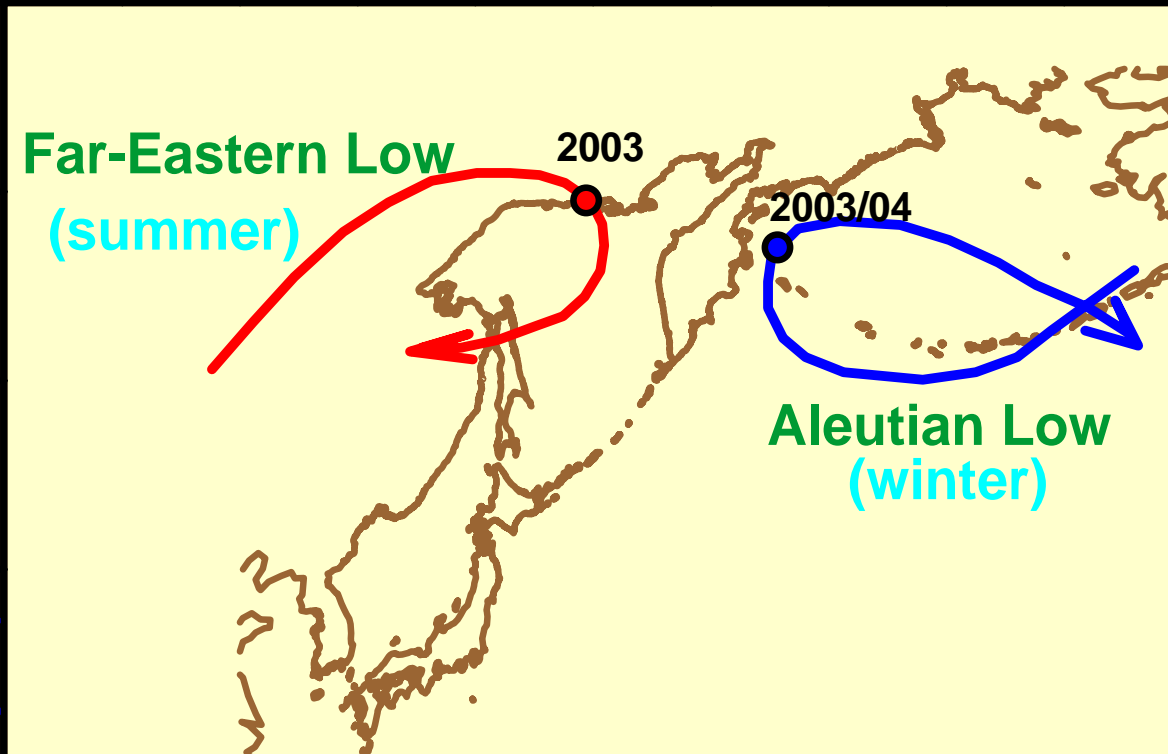 Far-Eastern Low
(summer)
2003
2003/04
Aleutian Low
(winter)